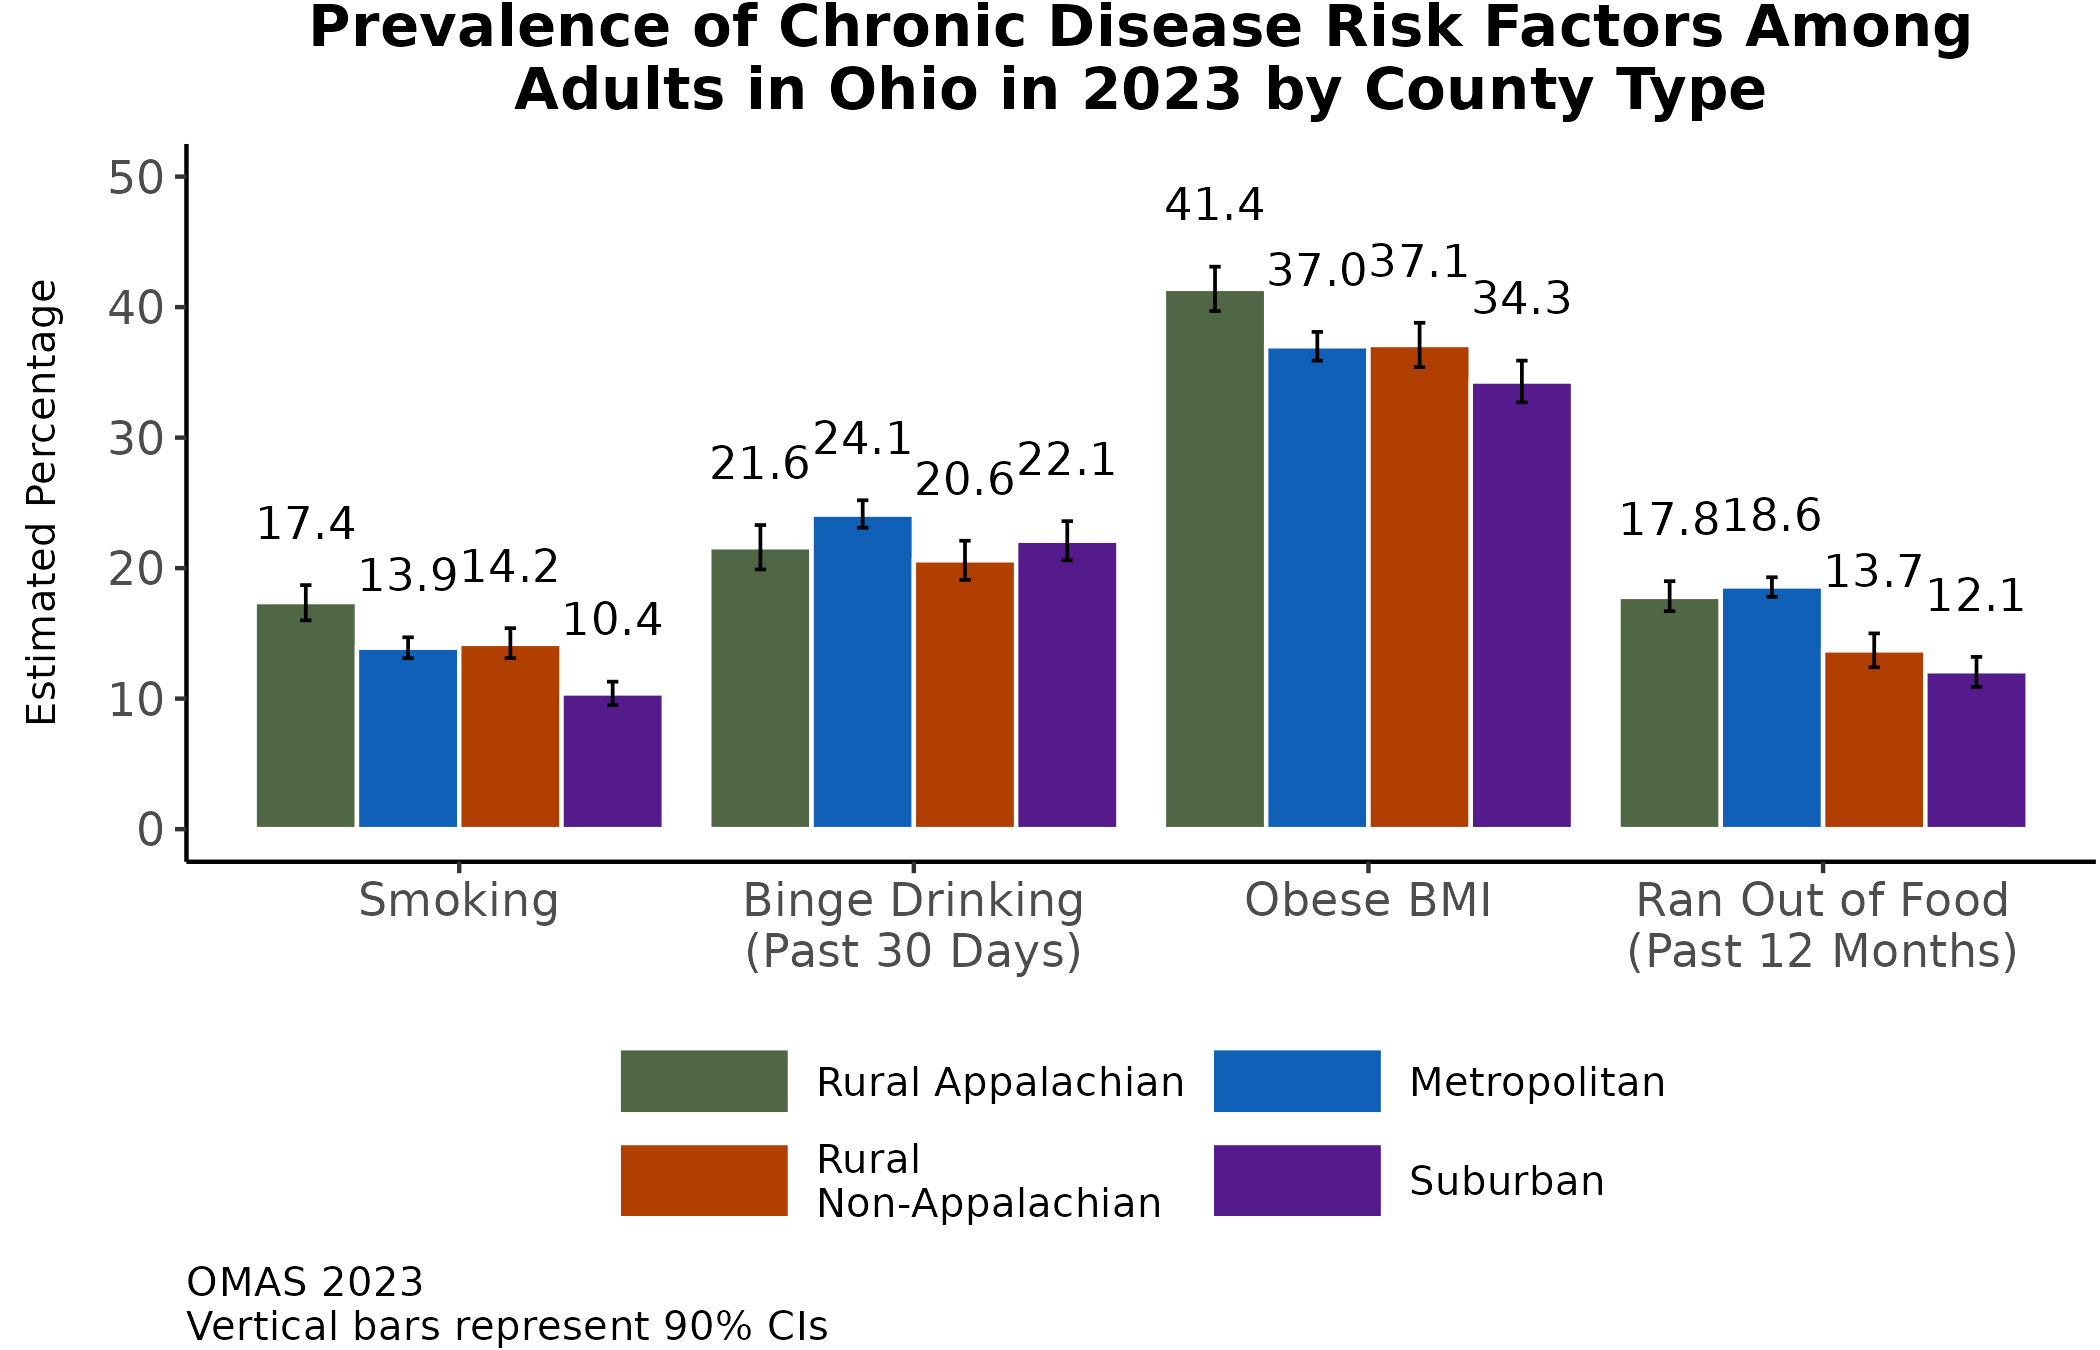 Prevalence of Chronic Disease Risk Factors Among
Adults in Ohio in 2023 by County Type
Estimated Percentage
50
40
30
20
10
0
17.4
13.9
14.2
10.4
21.6
24.1
20.6
22.1
41.4
37.0
37.1
34.3
17.8
18.6
13.7
12.1
Smoking
Binge Drinking
(Past 30 Days)
Obese BMI
Ran Out of Food
(Past 12 Months)
Rural Appalachian
Metropolitan
Rural
Non-Appalachian
Suburban
OMAS 2023
Vertical bars represent 90% CIs